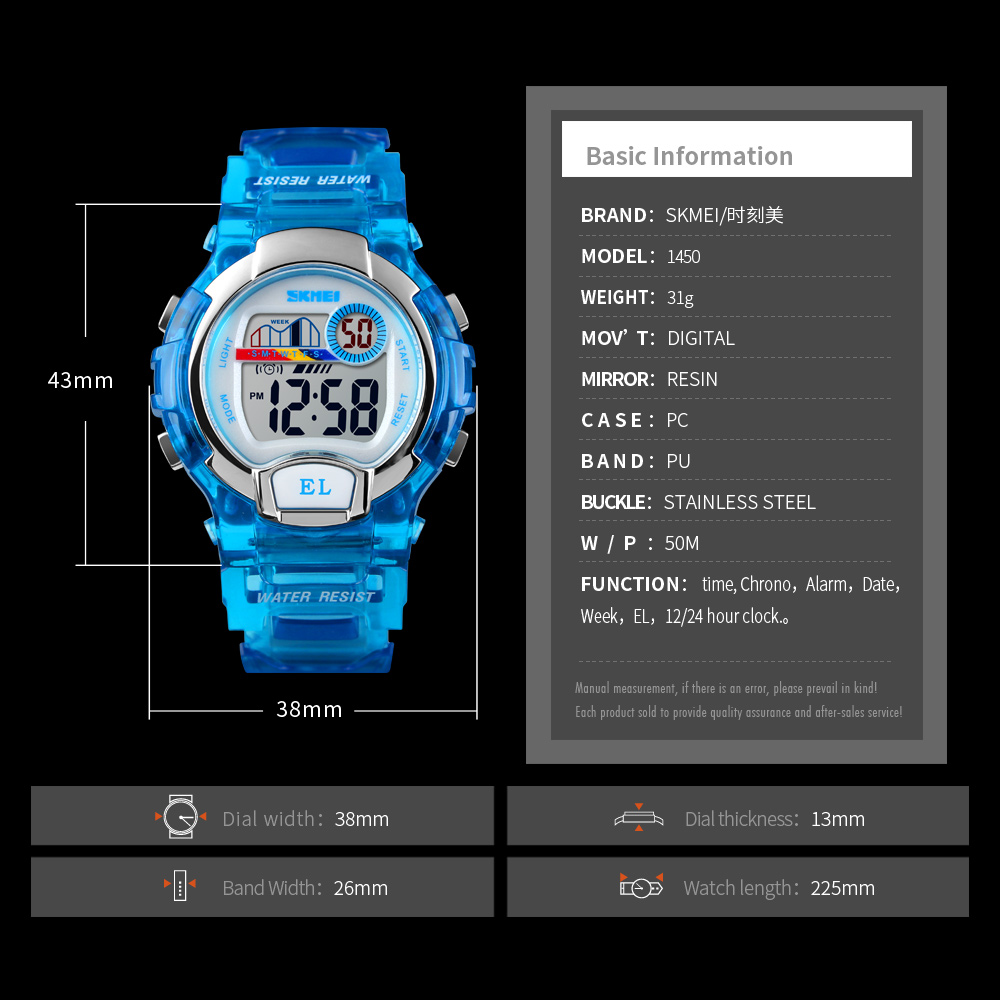 WATER RESIST
SKMEI
WEEK
50
LIGHT
START
·S·M·T·W·T·F·S·
PM 12:58
MODE
RESET
EL
WATER RESIST
43mm
38mm
Basic Information
BRAND： SKMEI/时刻美
MODEL： 1450
WEIGHT： 31g
MOV’ T： DIGITAL
MIRROR： RESIN
CASE： PC
BAND： PU
BUCKLE： STAINLESS STEEL
W / P ： 50M
FUNCTION： time, Chrono， Alarm， Date，
Week， EL， 12/24 hour clock.。
Manual measurement, if there is an error, please prevail in kind!
Each product sold to provide quality assurance and after-sales service!
Dial width： 38mm
Dial thickness： 13mm
Band Width： 26mm
Watch length： 225mm